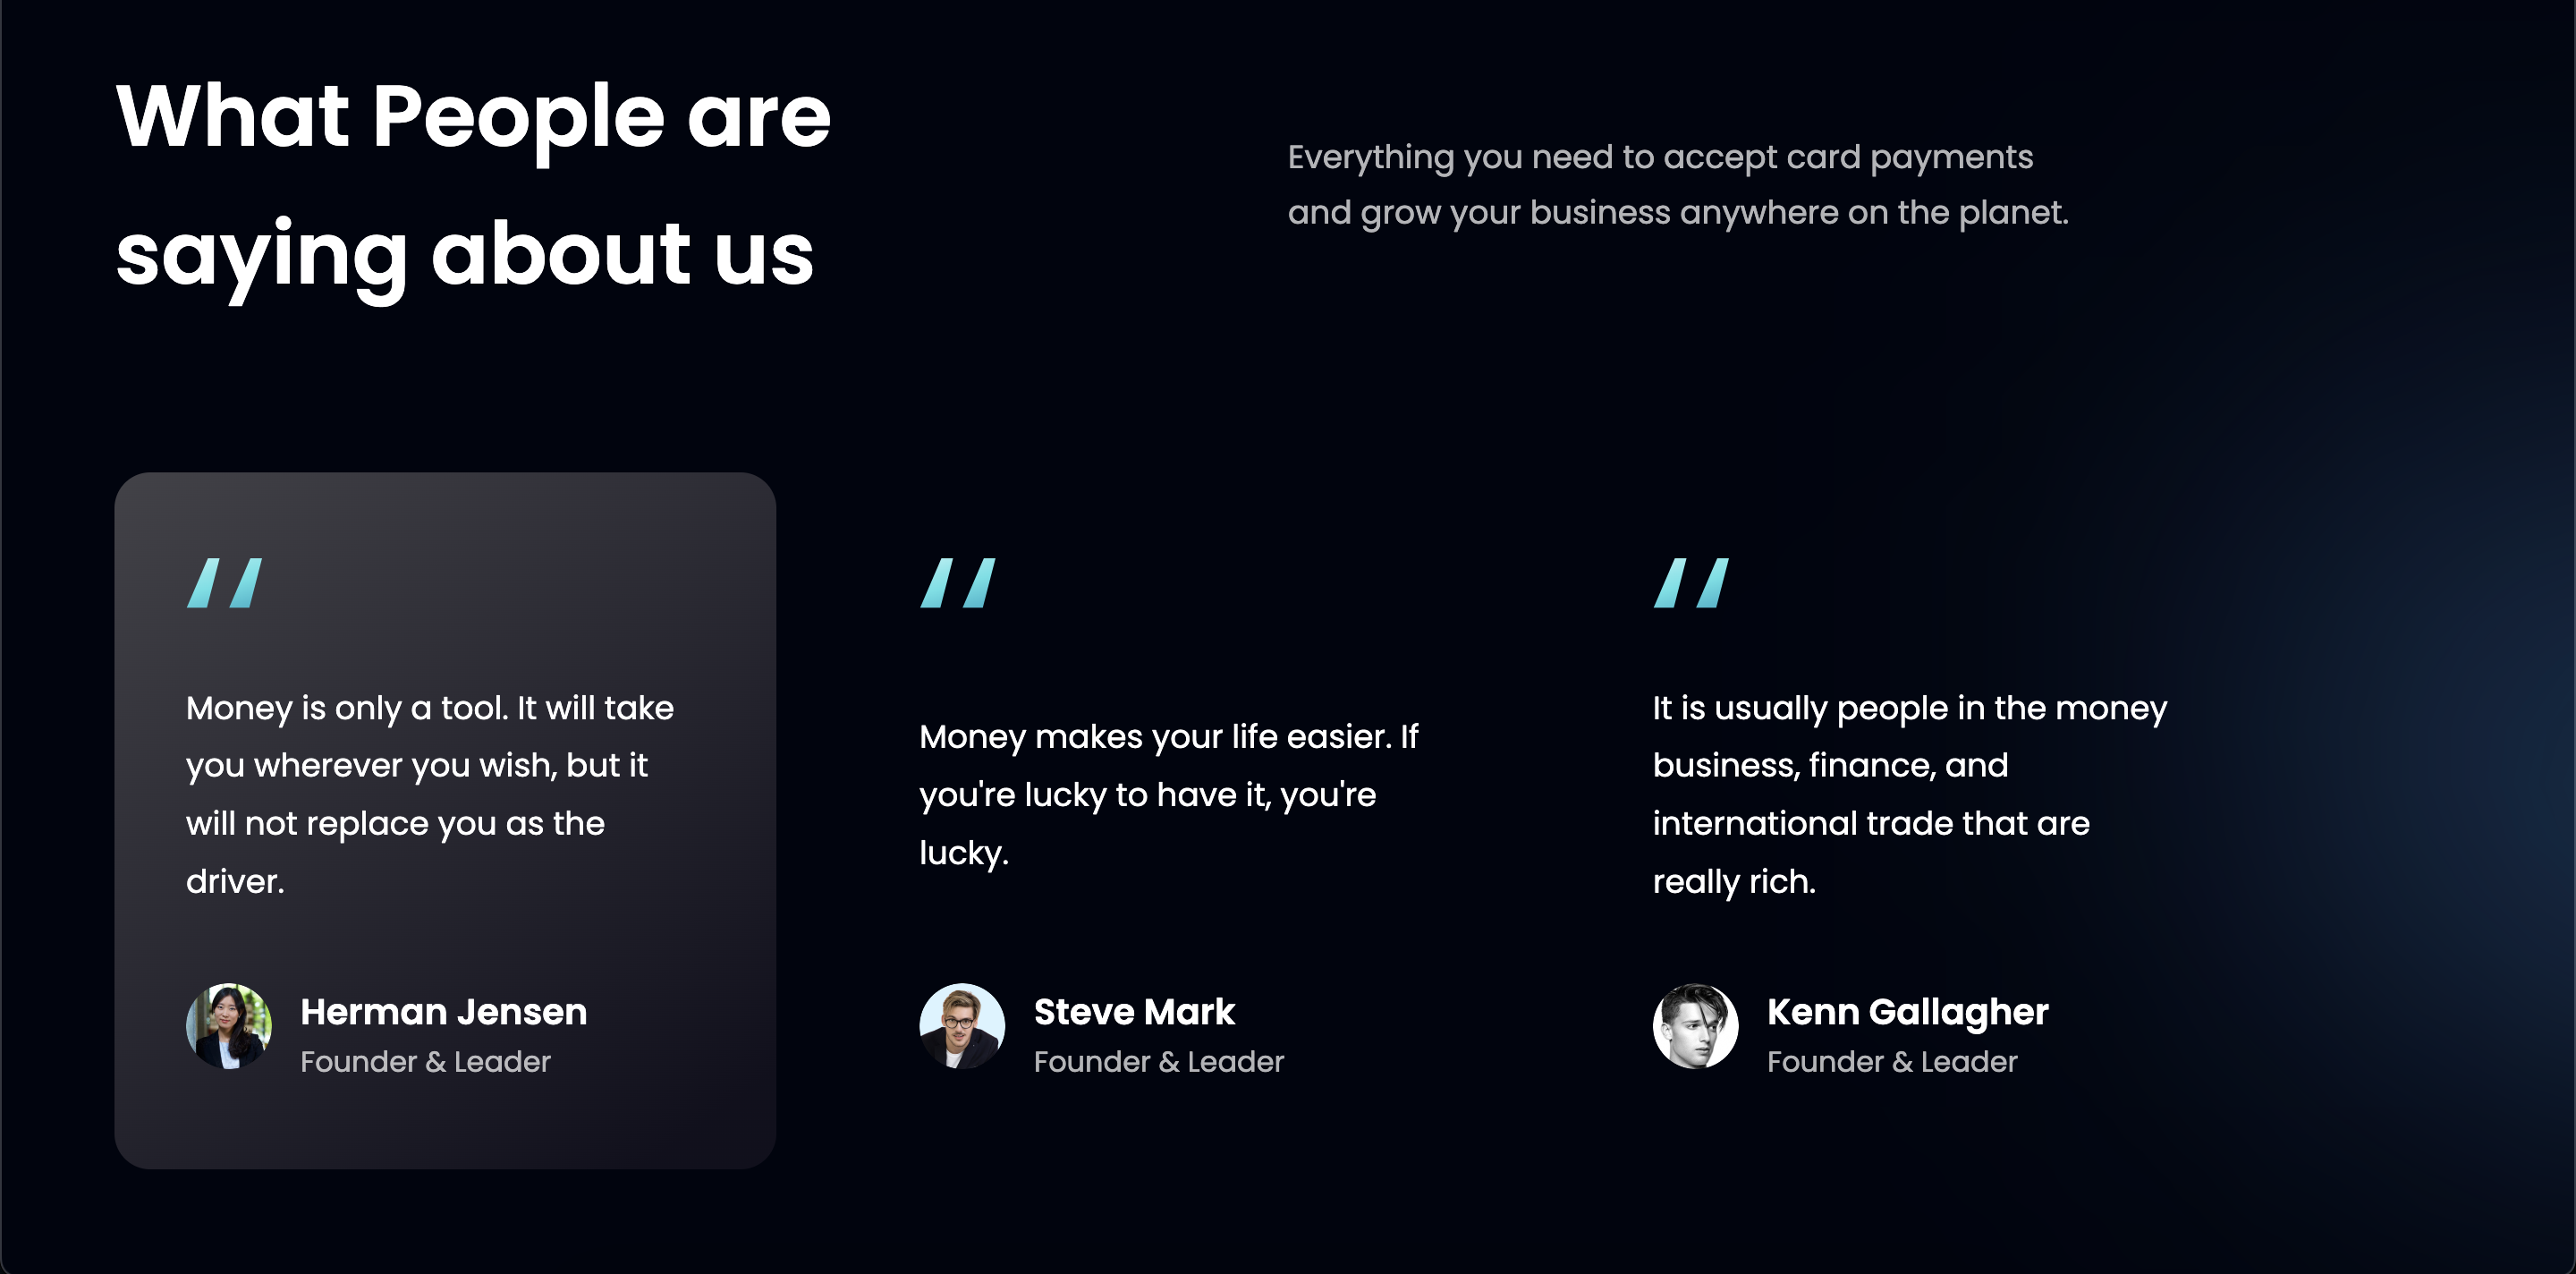 What People are
saying about us
Everything you need to accept card payments
and grow your business anywhere on the planet.
Money is only a tool. It will take
you wherever you wish, but it
will not replace you as the
driver.
Herman Jensen
Founder & Leader
Money makes your life easier. If
you're lucky to have it, you're
lucky.
Steve Mark
Founder & Leader
It is usually people in the money
business, finance, and
international trade that are
really rich.
Kenn Gallagher
Founder & Leader